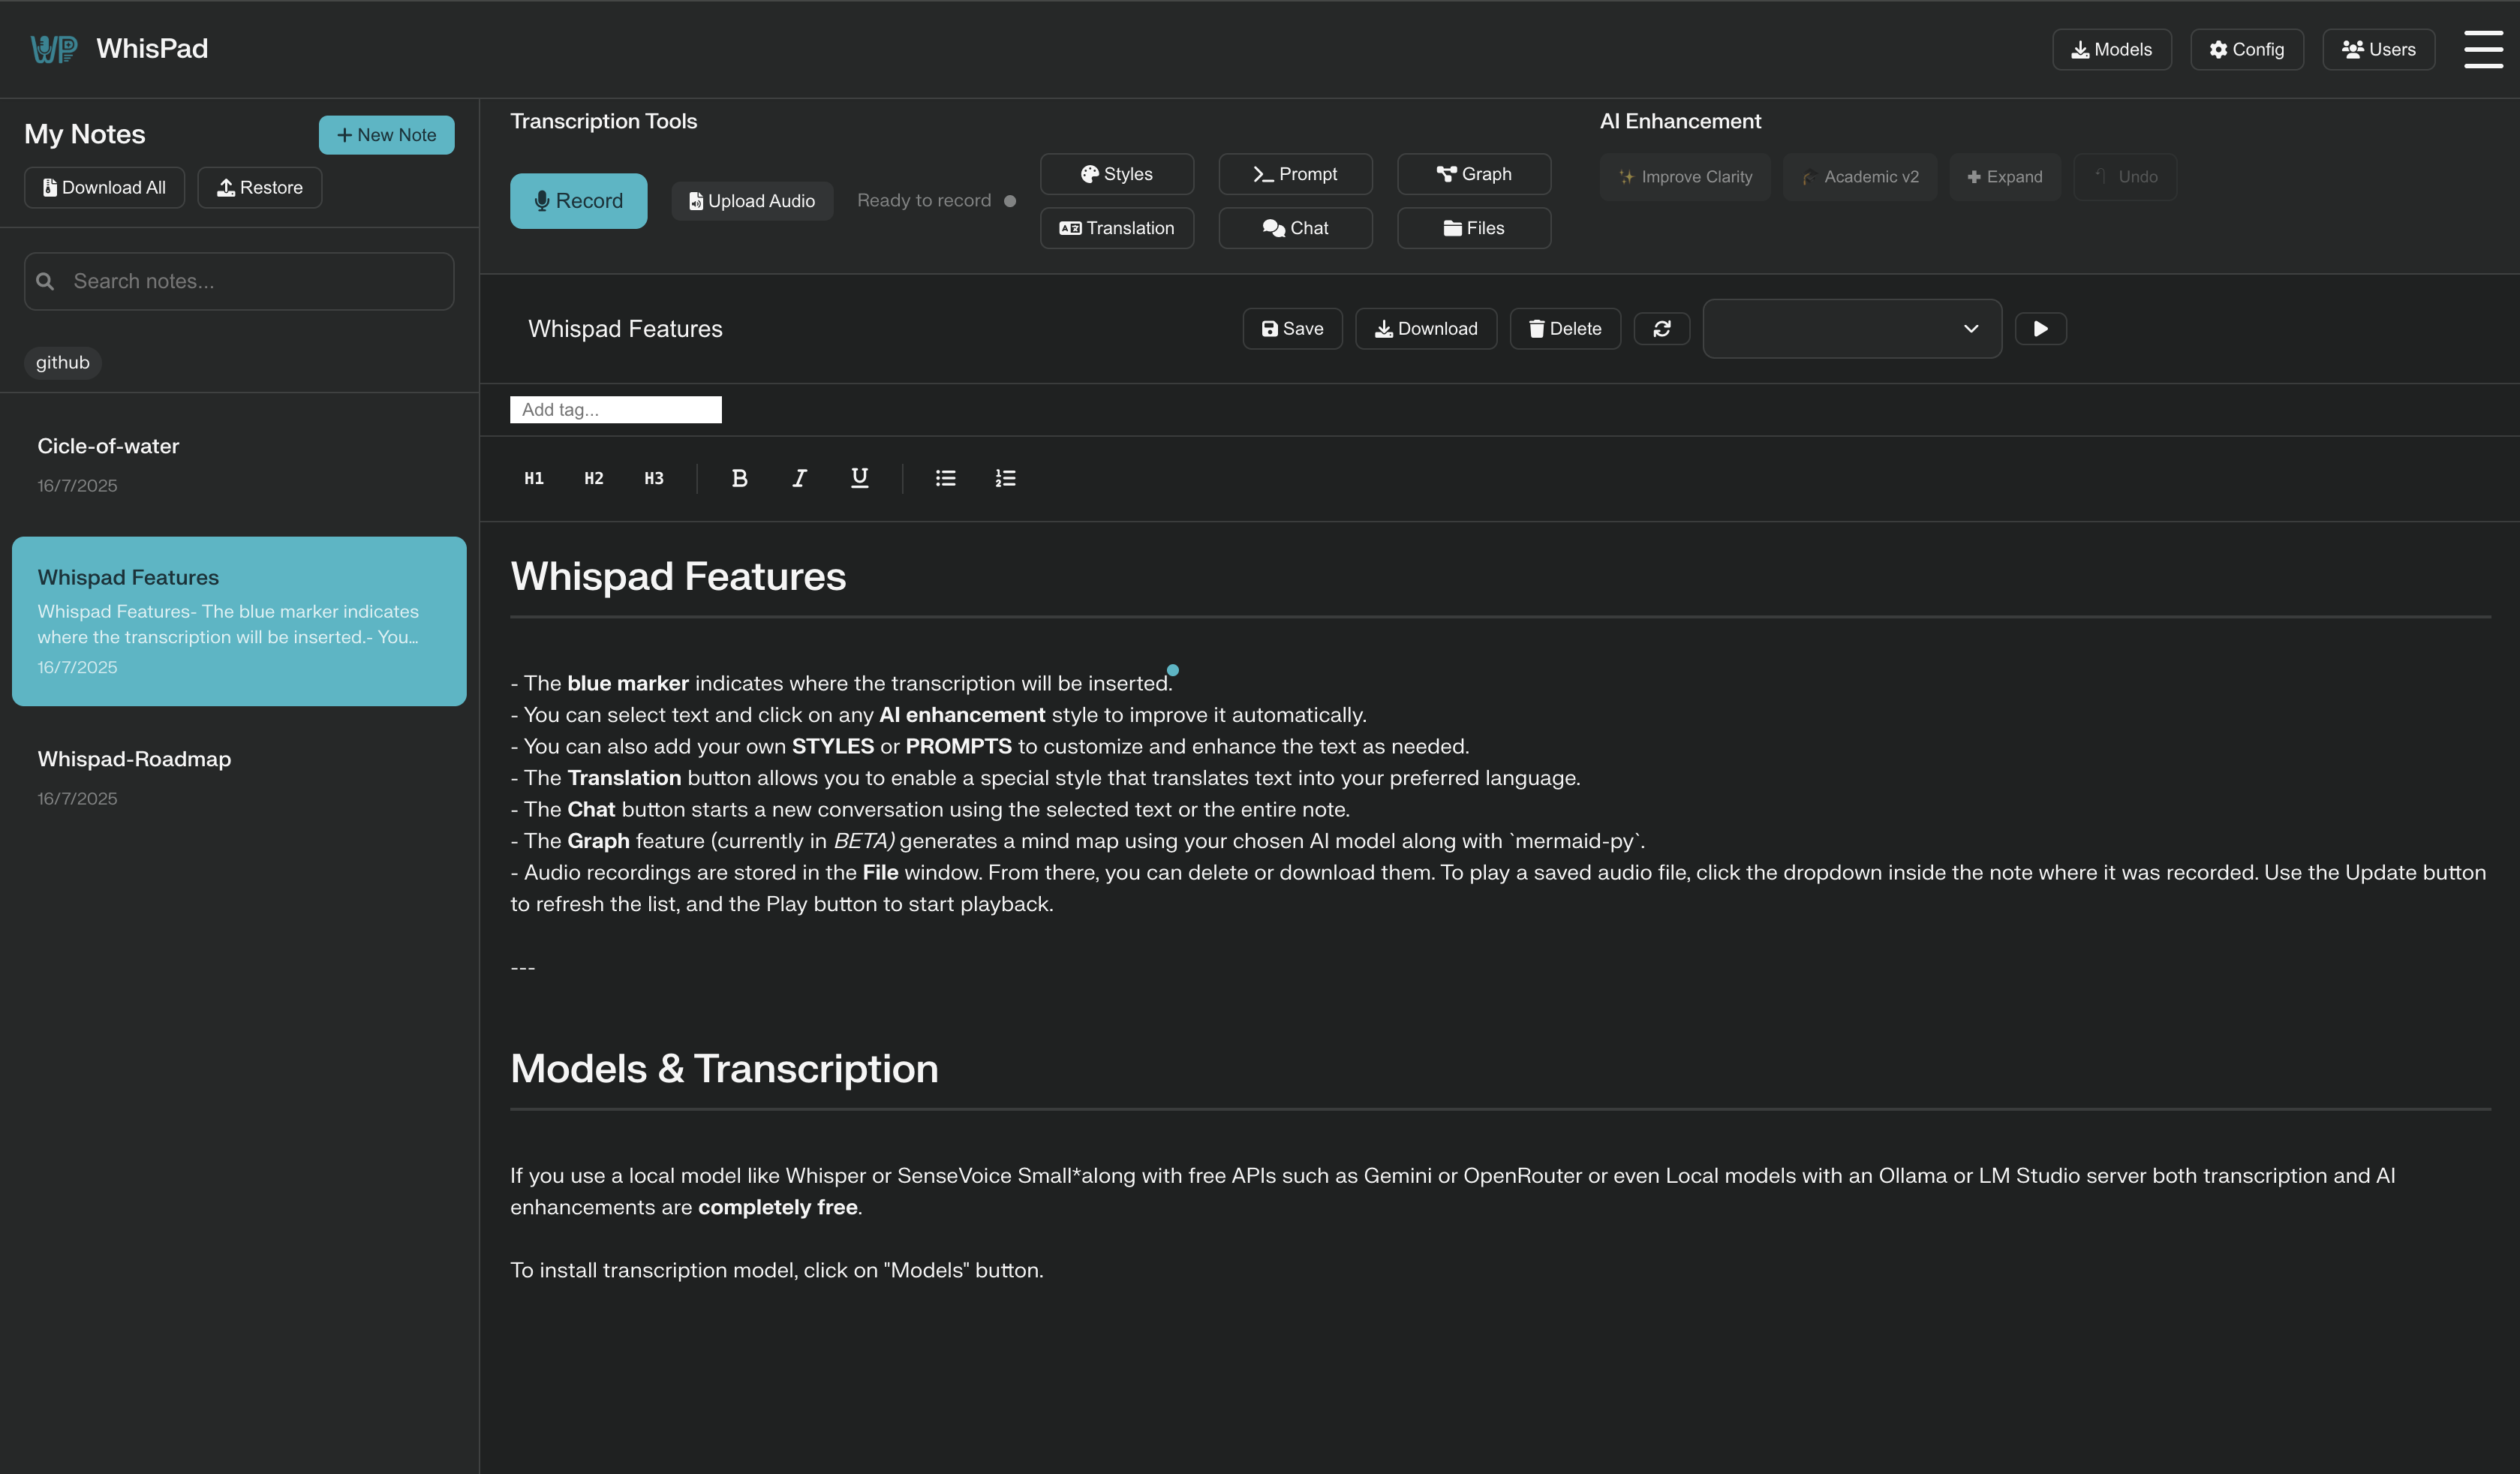 WP WhisPad
Models Config Users
My Notes
+ New Note
Download All Restore
Search notes...
github
Cicle-of-water
16/7/2025
Whispad Features
Whispad Features- The blue marker indicates
where the transcription will be inserted.- You...
16/7/2025
Whispad-Roadmap
16/7/2025
Transcription Tools
Record Upload Audio Ready to record
Styles Prompt Graph
Translation Chat Files
AI Enhancement
Improve Clarity Academic v2 Expand Undo
Whispad Features
Save Download Delete
Add tag...
H1 H2 H3 B I U
Whispad Features
- The blue marker indicates where the transcription will be inserted.
- You can select text and click on any AI enhancement style to improve it automatically.
- You can also add your own STYLES or PROMPTS to customize and enhance the text as needed.
- The Translation button allows you to enable a special style that translates text into your preferred language.
- The Chat button starts a new conversation using the selected text or the entire note.
- The Graph feature (currently in BETA) generates a mind map using your chosen AI model along with `mermaid-py`.
- Audio recordings are stored in the File window. From there, you can delete or download them. To play a saved audio file, click the dropdown inside the note where it was recorded. Use the Update button
to refresh the list, and the Play button to start playback.
---
Models & Transcription
If you use a local model like Whisper or SenseVoice Small*along with free APIs such as Gemini or OpenRouter or even Local models with an Ollama or LM Studio server both transcription and AI
enhancements are completely free.
To install transcription model, click on "Models" button.